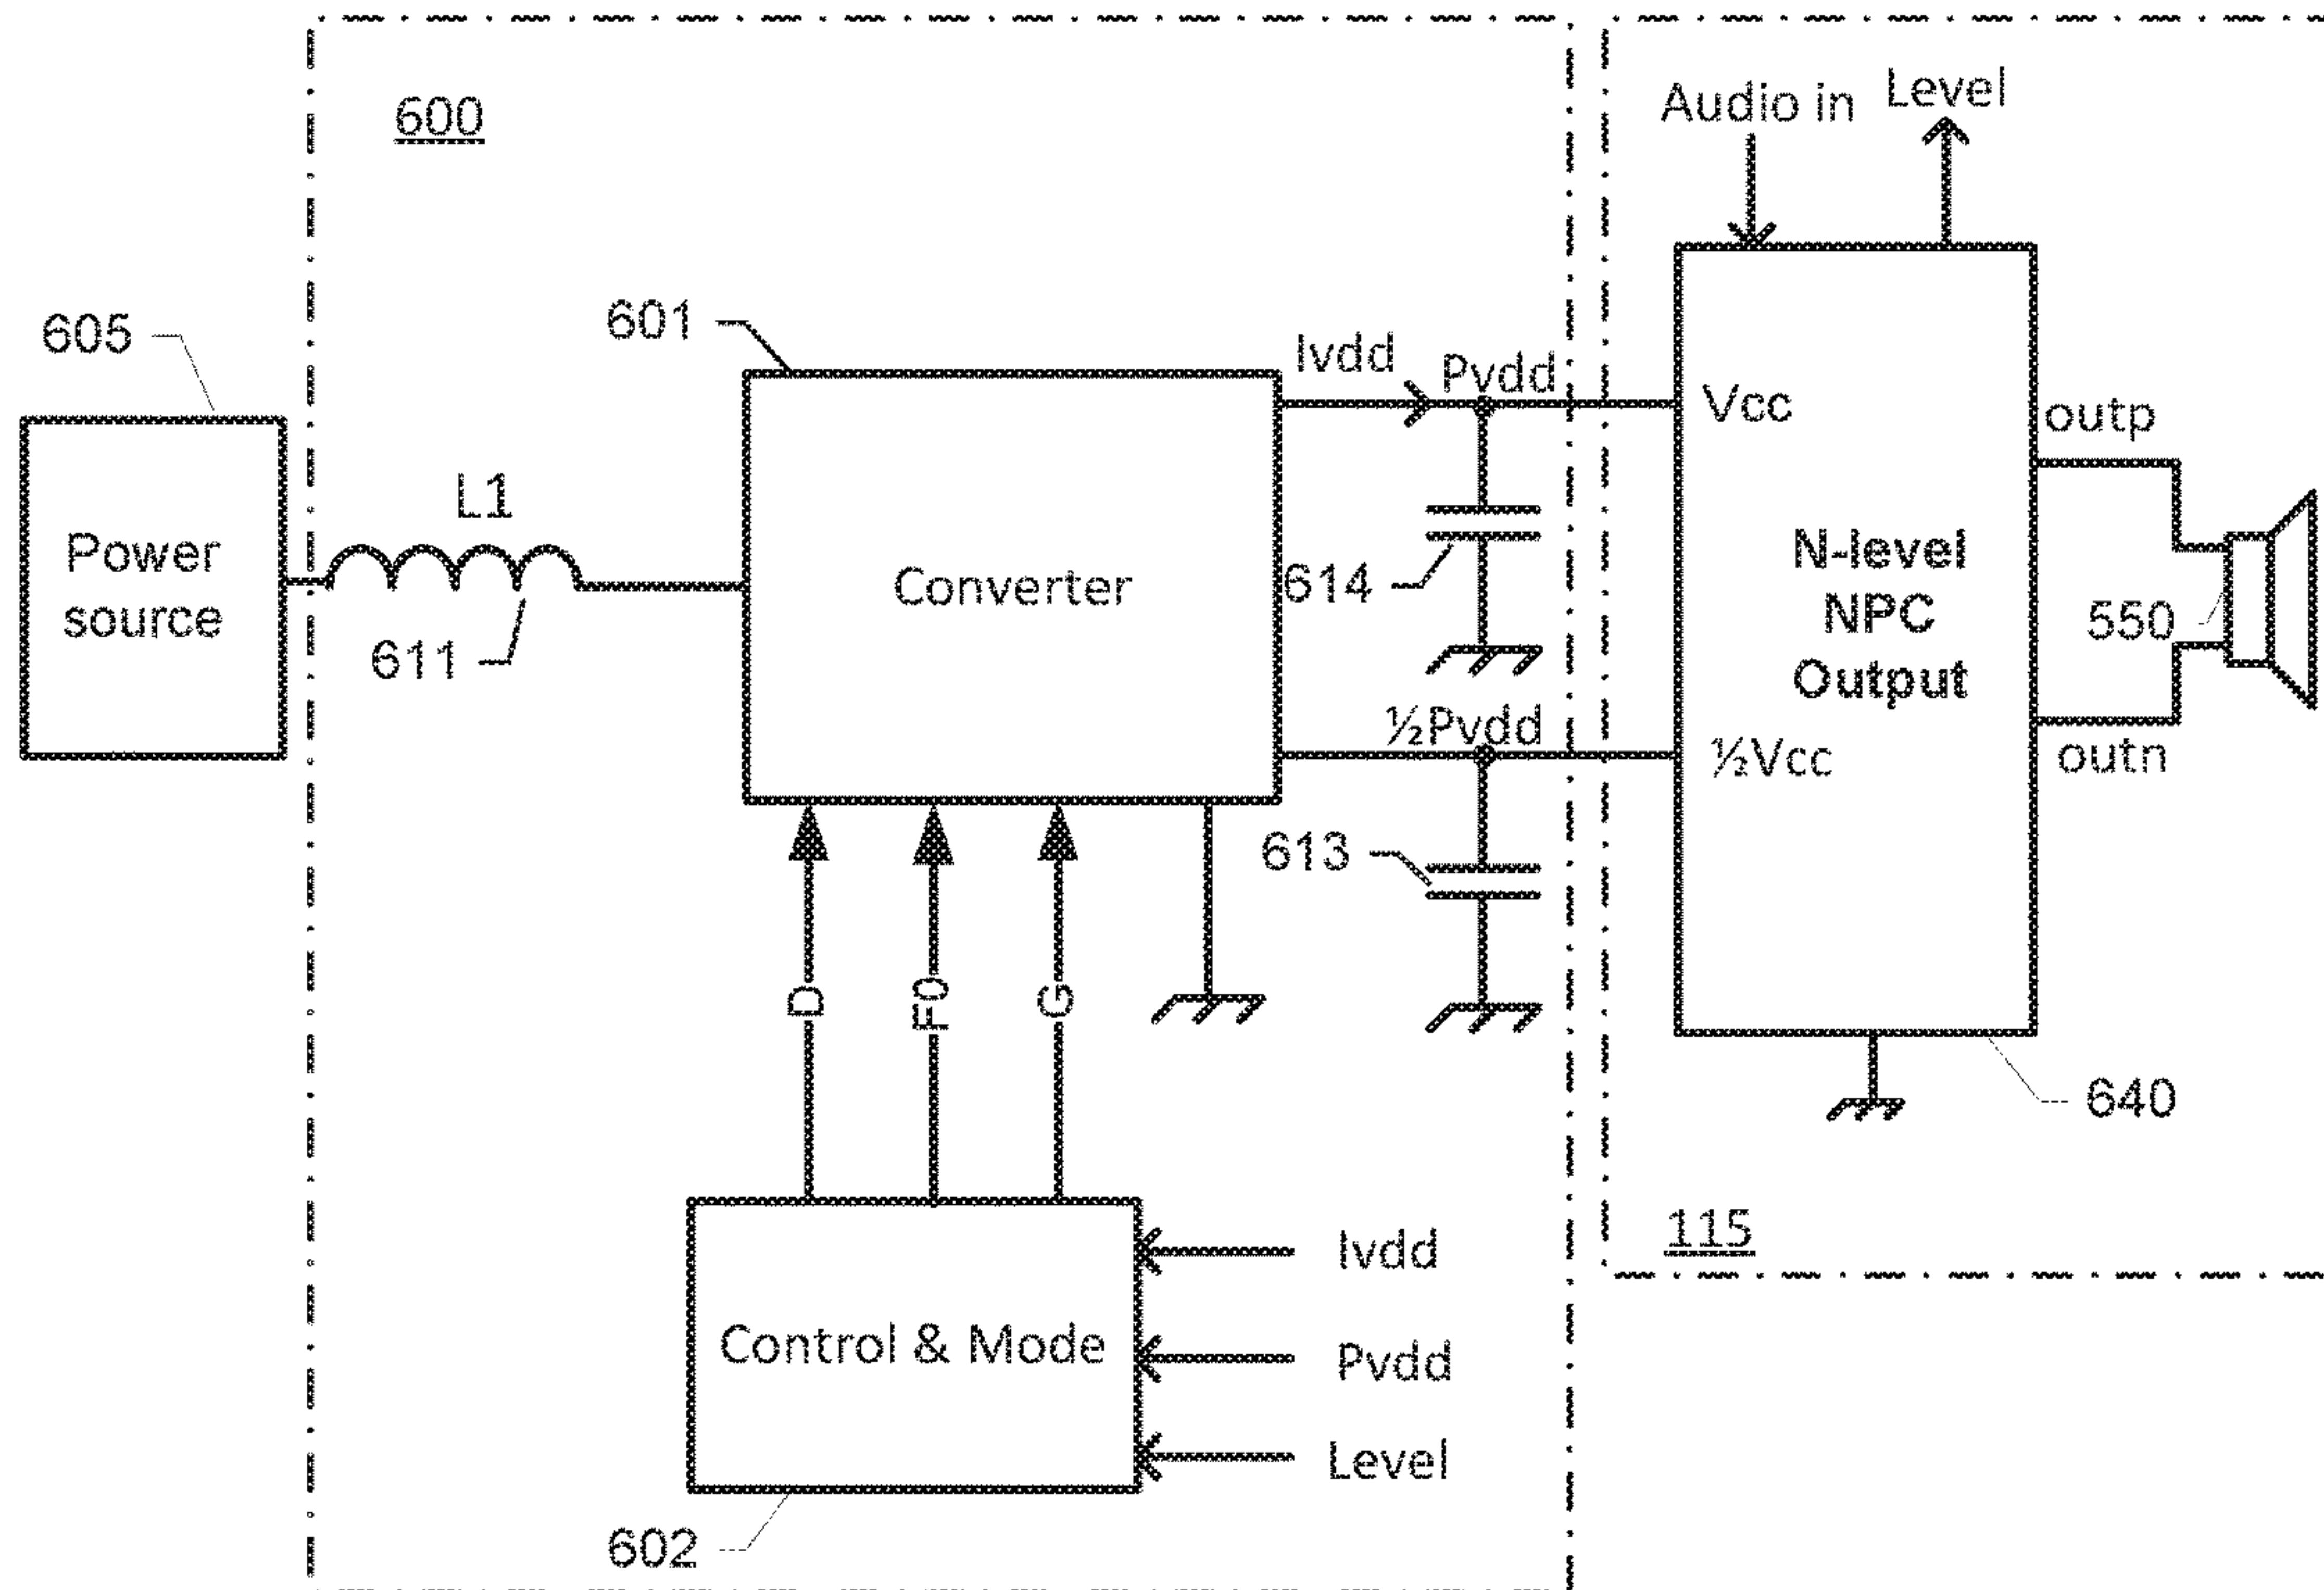 600
Audio in
Level
605
601
Ivdd
Pvdd
Vcc
outp
L1
Power
source
Converter
614
N-level
NPC
Output
550
611
½Pvdd
½Vcc
outn
613
D
F0
G
640
115
Ivdd
Control & Mode
Pvdd
Level
602